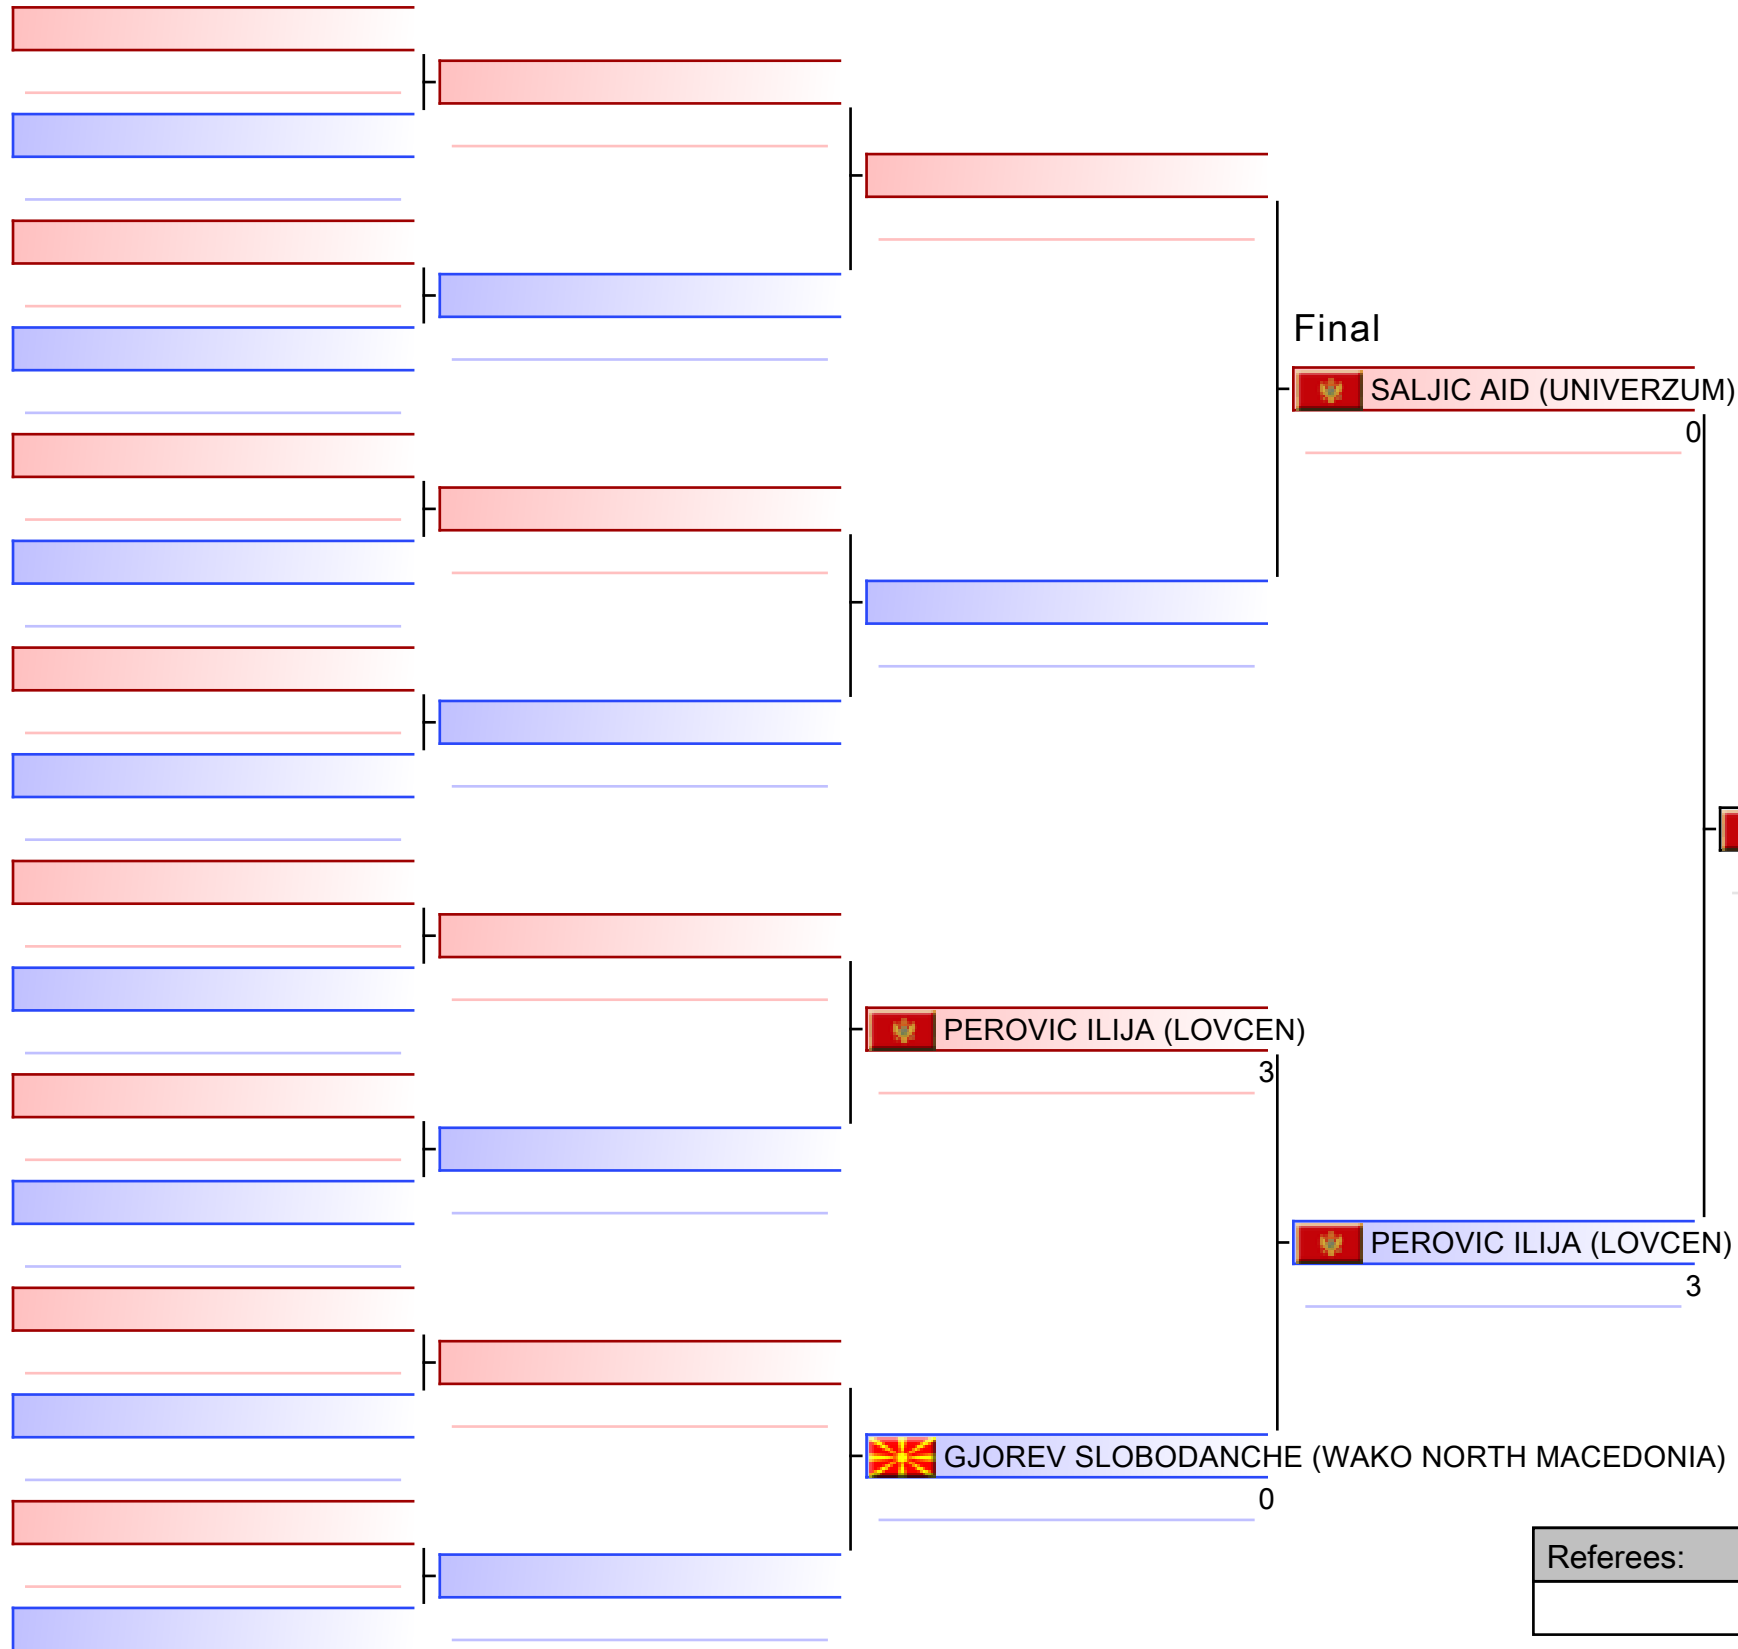 Final
SALJIC AID (UNIVERZUM)
0
PEROVIC ILIJA (LOVCEN)
3
PEROVIC ILIJA (LOVCEN)
3
GJOREV SLOBODANCHE (WAKO NORTH MACEDONIA)
0
Referees: